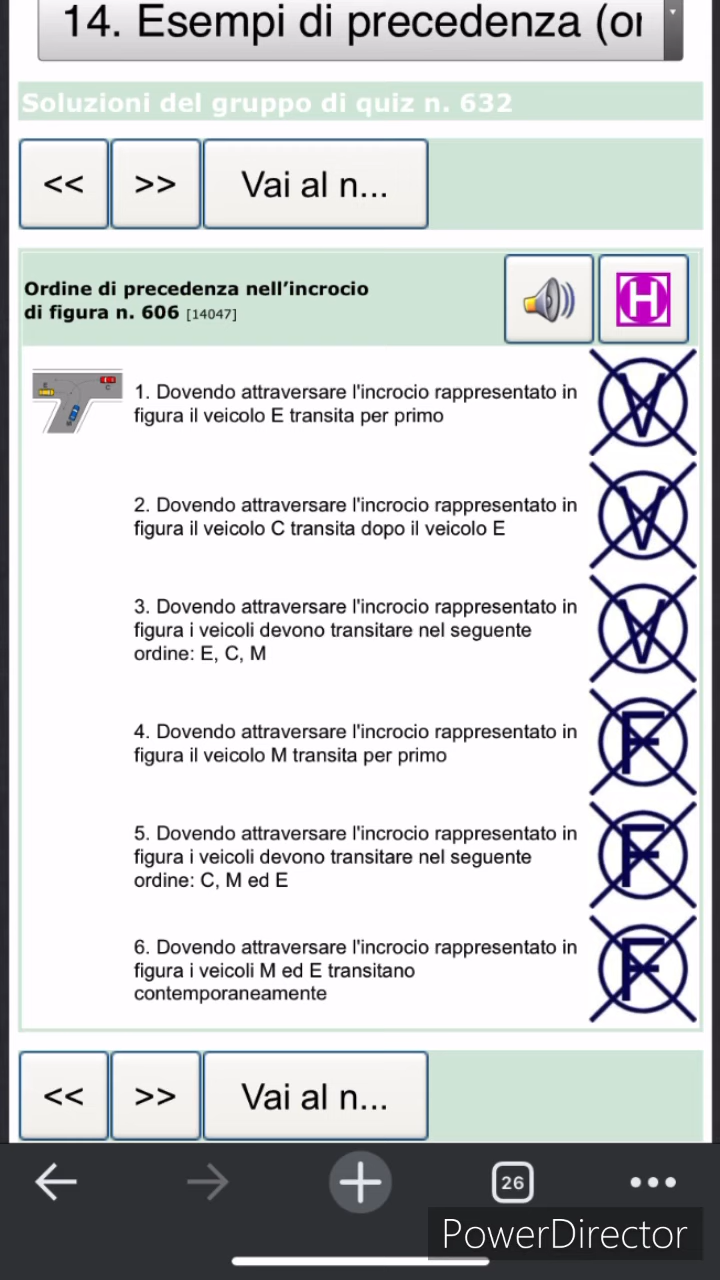 14. Esempi di precedenza (or
Soluzioni del gruppo di quiz n. 632
<< >> Vai al n...
Ordine di precedenza nell’incrocio
di figura n. 606 [14047]
H
1. Dovendo attraversare l'incrocio rappresentato in
figura il veicolo E transita per primo
V
2. Dovendo attraversare l'incrocio rappresentato in
figura il veicolo C transita dopo il veicolo E
V
3. Dovendo attraversare l'incrocio rappresentato in
figura i veicoli devono transitare nel seguente
ordine: E, C, M
V
4. Dovendo attraversare l'incrocio rappresentato in
figura il veicolo M transita per primo
F
5. Dovendo attraversare l'incrocio rappresentato in
figura i veicoli devono transitare nel seguente
ordine: C, M ed E
F
6. Dovendo attraversare l'incrocio rappresentato in
figura i veicoli M ed E transitano
contemporaneamente
F
<< >> Vai al n...
26
PowerDirector